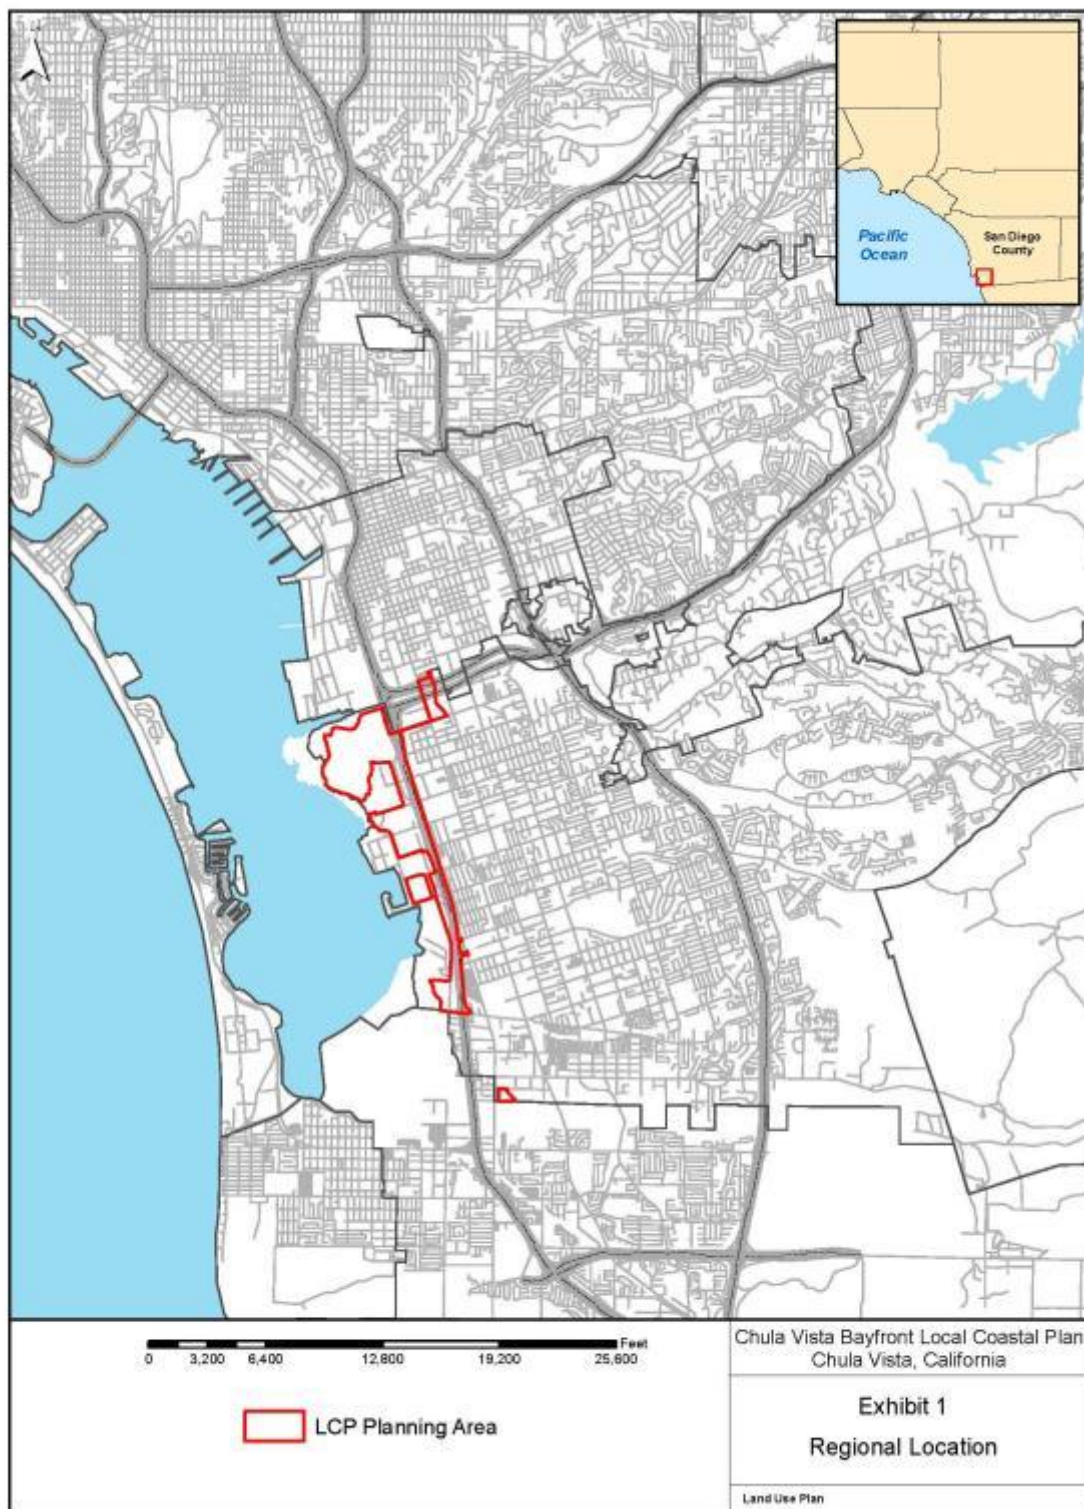 Pacific
Ocean
San Diego
County
Feet
0 3,200 6,400 12,800 19,200 25,600
LCP Planning Area
Chula Vista Bayfront Local Coastal Plan
Chula Vista, California
Exhibit 1
Regional Location
Land Use Plan